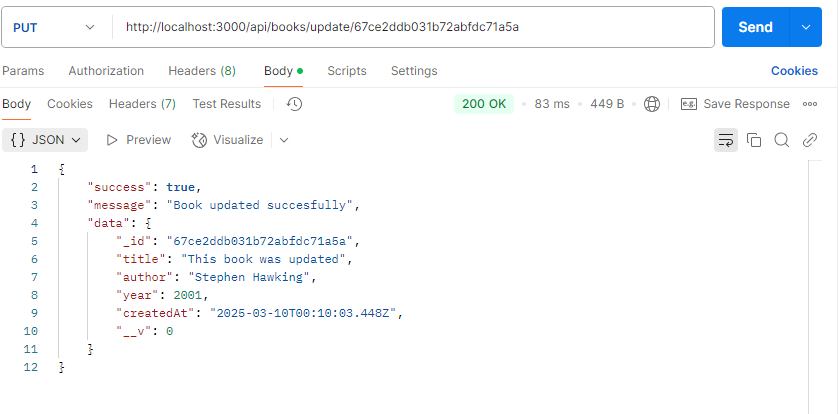 PUT http://localhost:3000/api/books/update/67ce2ddb031b72abfdc71a5a Send
Params Authorization Headers (8) Body Scripts Settings Cookies
Body Cookies Headers (7) Test Results 200 OK 83 ms 449 B e.g. Save Response
{} JSON Preview Visualize
1 {
2 "success": true,
3 "message": "Book updated succesfully",
4 "data": {
5 "_id": "67ce2ddb031b72abfdc71a5a",
6 "title": "This book was updated",
7 "author": "Stephen Hawking",
8 "year": 2001,
9 "createdAt": "2025-03-10T00:10:03.448Z",
10 "__v": 0
11 }
12 }